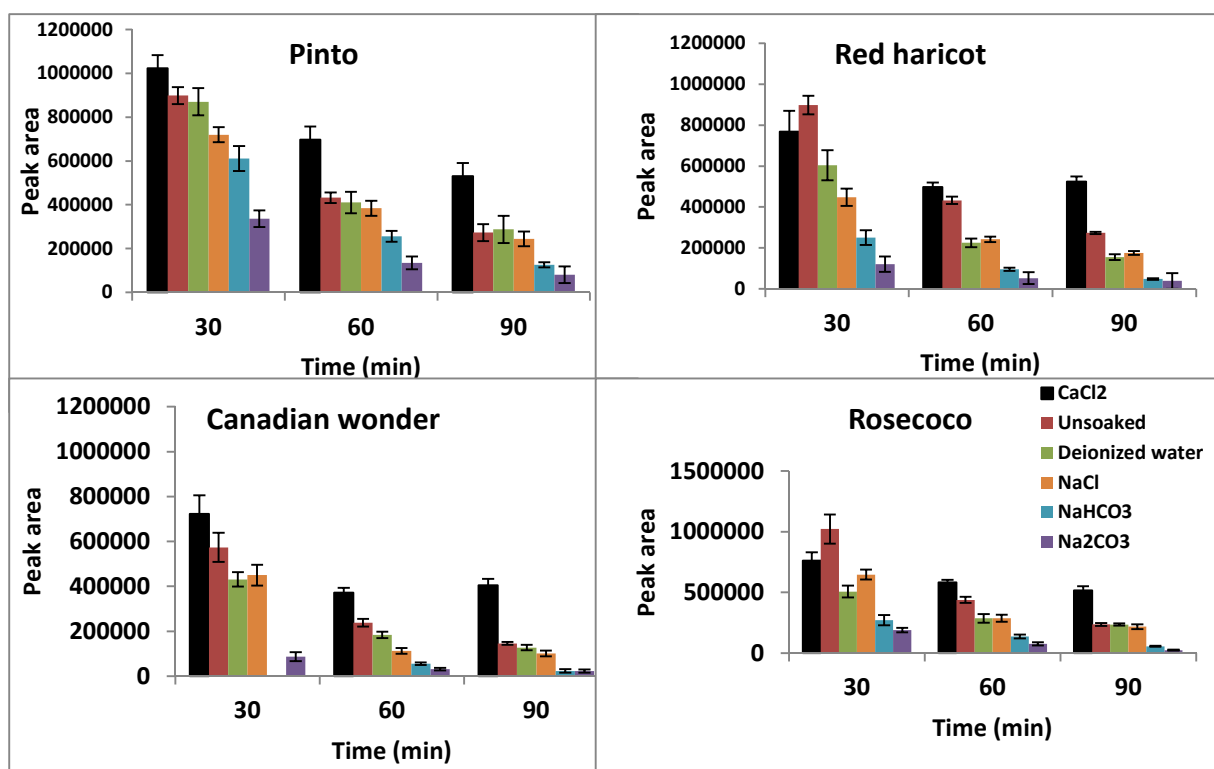 Pinto
1200000
1000000
800000
600000
400000
200000
0
Peak area
30 60 90
Time (min)
Red haricot
1200000
1000000
800000
600000
400000
200000
0
Peak area
30 60 90
Time (min)
Canadian wonder
1200000
1000000
800000
600000
400000
200000
0
Peak area
30 60 90
Time (min)
Rosecoco
CaCl2
Unsoaked
Deionized water
NaCl
NaHCO3
Na2CO3
1500000
1000000
500000
0
Peak area
30 60 90
Time (min)